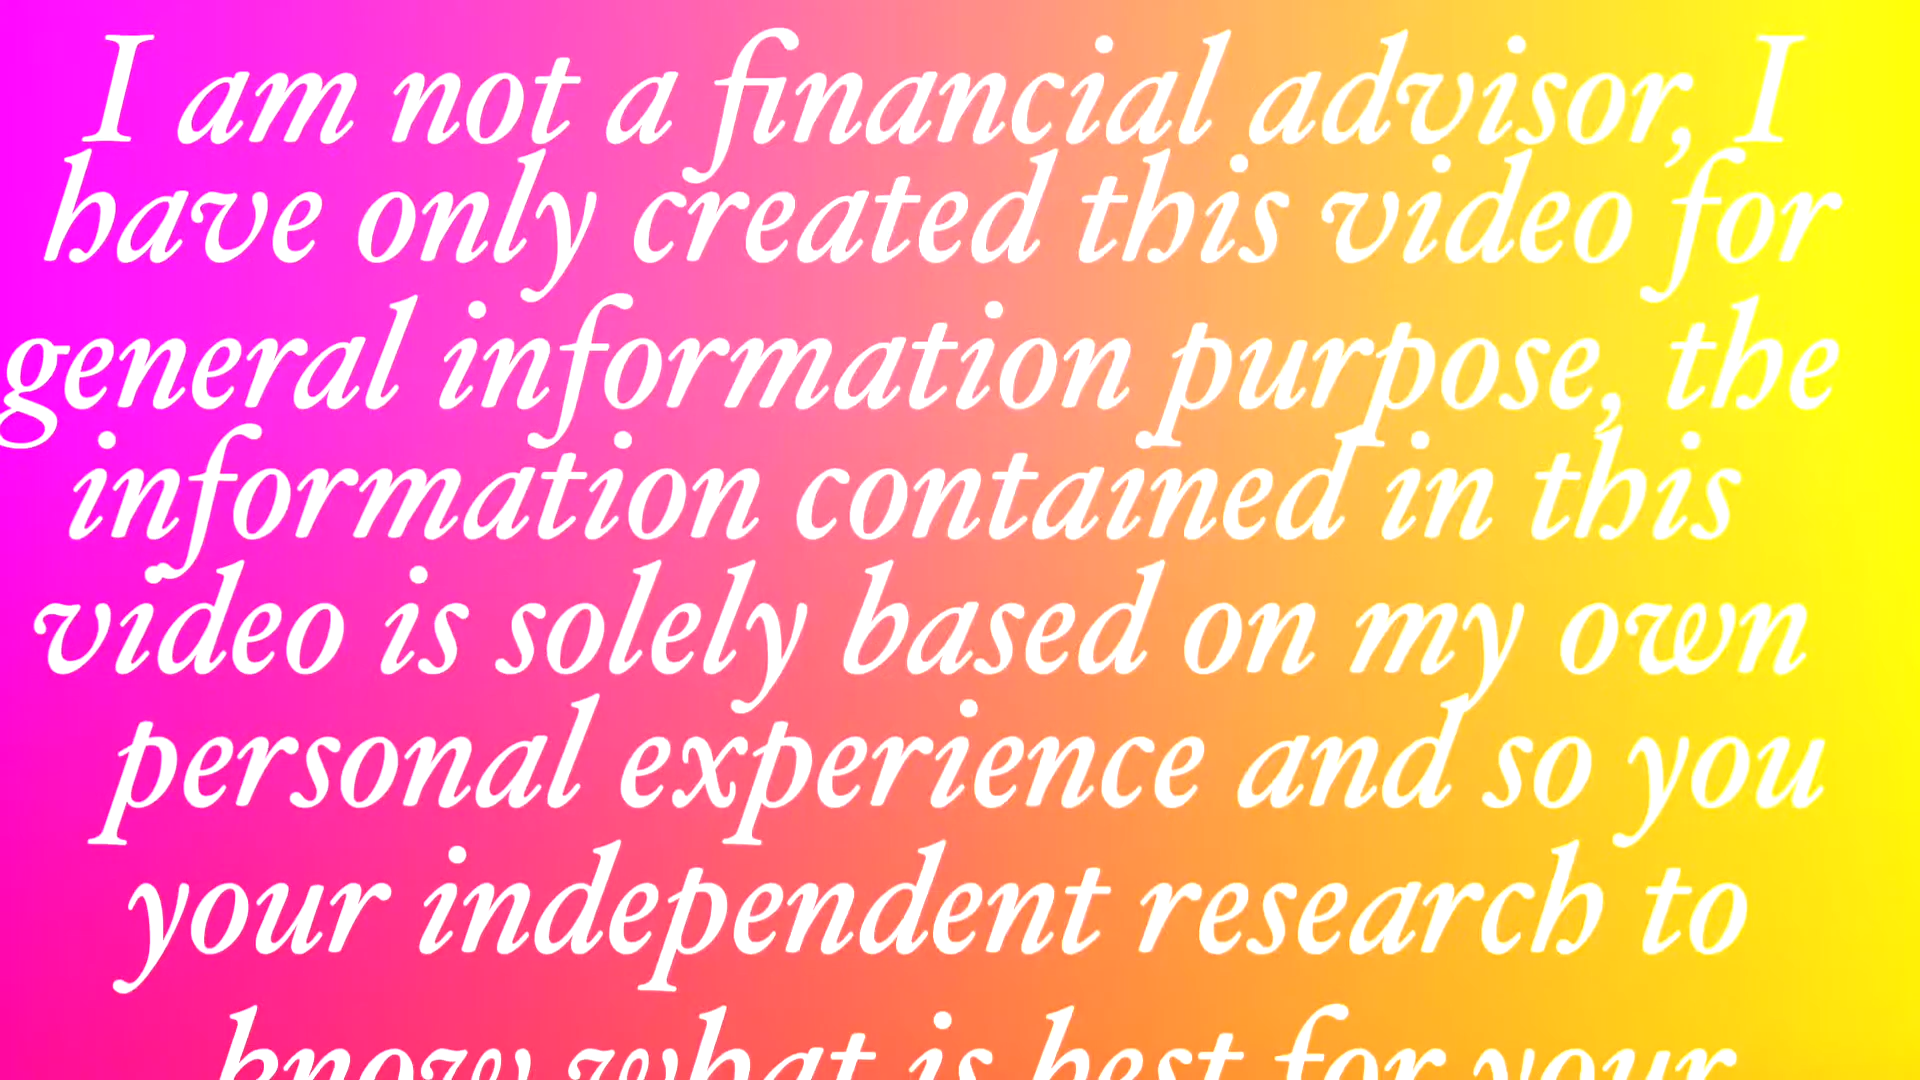 I am not a financial advisor, I
have only created this video for
general information purpose, the
information contained in this
video is solely based on my own
personal experience and so you
your independent research to
know what is best for your